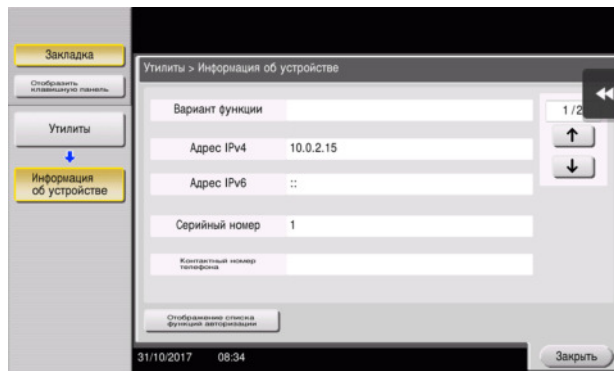 Закладка
Отобразить
клавишную панель
Утилиты
Информация
об устройстве
Утилиты > Информация об устройстве
Вариант функции
1/2
Адрес IPv4 10.0.2.15
Адрес IPv6 ::
Серийный номер 1
Контактный номер
телефона
Отображение списка
функций авторизации
31/10/2017 08:34
Закрыть